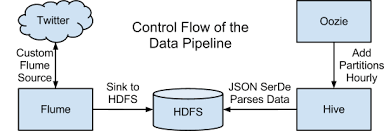 Twitter
Control Flow of the
Data Pipeline
Oozie
Custom
Flume
Source
Add
Partitions
Hourly
Sink to
HDFS
JSON SerDe
Parses Data
Flume
HDFS
Hive